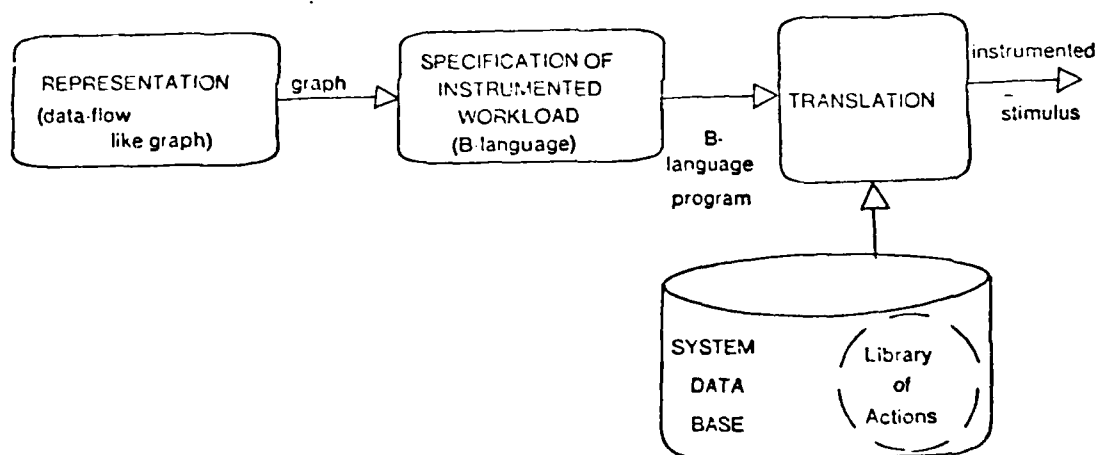 REPRESENTATION
(data-flow
like graph)
graph
SPECIFICATION OF
INSTRUMENTED
WORKLOAD
(B-language)
B-
language
program
TRANSLATION
instrumented
stimulus
SYSTEM
DATA
BASE
Library
of
Actions